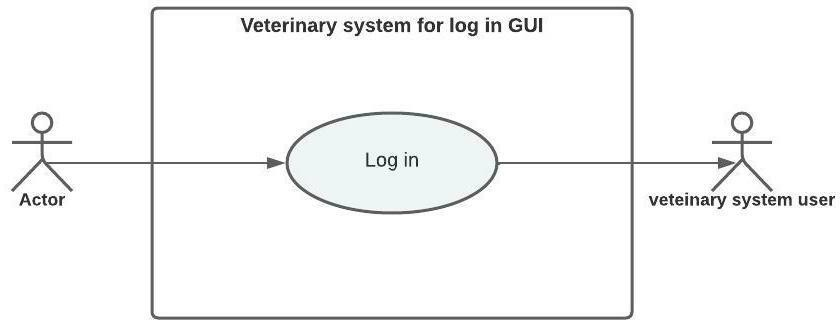 Veterinary system for log in GUI
Log in
Actor
veteinary system user